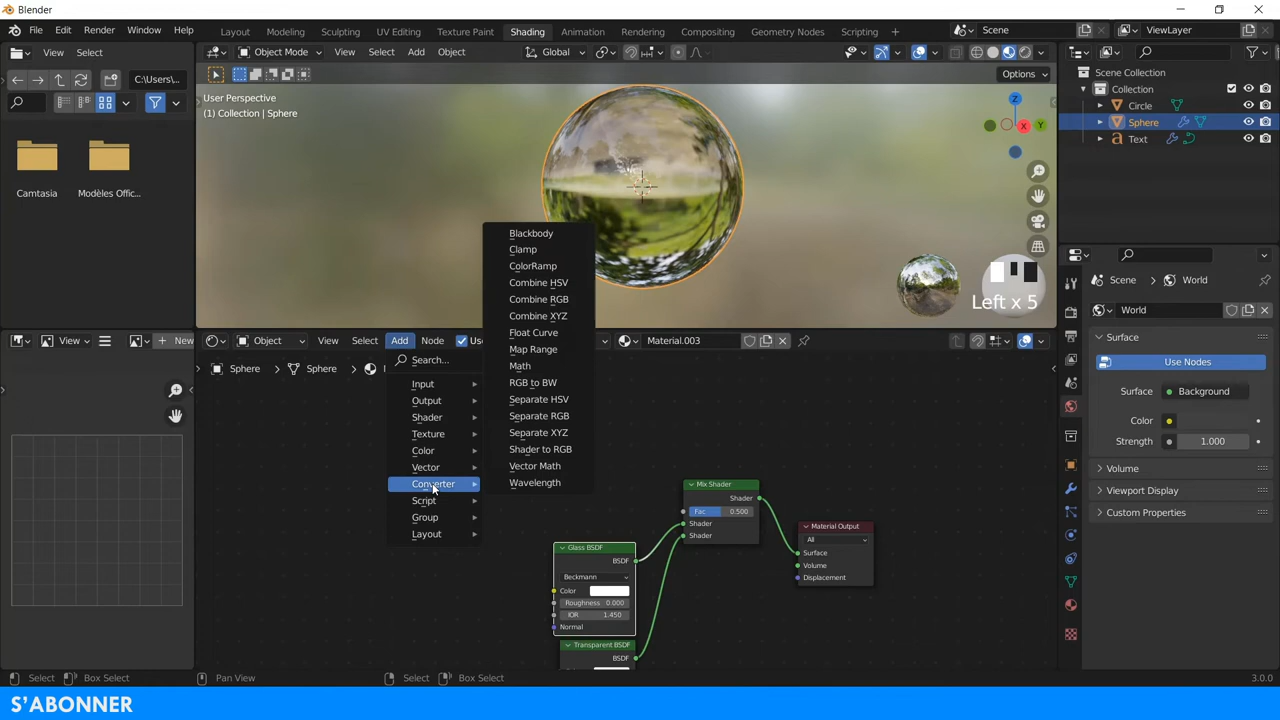 Blender
File Edit Render Window Help
Layout Modeling Sculpting UV Editing Texture Paint Shading Animation Rendering Compositing Geometry Nodes Scripting
Scene
ViewLayer
View Select
Object Mode View Select Add Object
Global
C:\Users\...
Options
User Perspective
(1) Collection | Sphere
Z
X
Y
Scene Collection
Collection
Circle
Sphere
Text
Camtasia
Modèles Offic...
Left x 5
Scene
World
World
Surface
Use Nodes
Surface
Background
Color
Strength
1.000
Volume
Viewport Display
Custom Properties
View
New
Object
View Select Add Node
Use
Material.003
Sphere
Sphere
Search...
Input
Output
Shader
Texture
Color
Vector
Converter
Script
Group
Layout
Blackbody
Clamp
ColorRamp
Combine HSV
Combine RGB
Combine XYZ
Float Curve
Map Range
Math
RGB to BW
Separate HSV
Separate RGB
Separate XYZ
Shader to RGB
Vector Math
Wavelength
Mix Shader
Shader
Fac 0.500
Shader
Shader
Material Output
All
Surface
Volume
Displacement
Glass BSDF
BSDF
Beckmann
Color
Roughness 0.000
IOR 1.450
Normal
Transparent BSDF
BSDF
Select
Box Select
Pan View
Select
Box Select
3.0.0
S'ABONNER